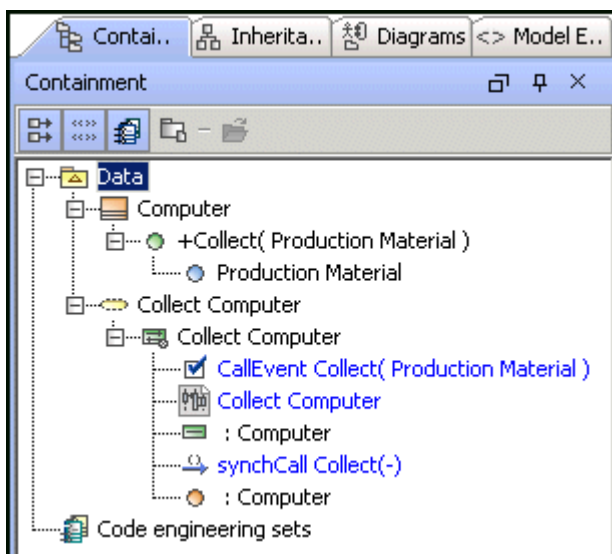 Contai.. Inherita.. Diagrams <> Model E..
Containment
Data
Computer
+Collect( Production Material )
Production Material
Collect Computer
Collect Computer
CallEvent Collect( Production Material )
Collect Computer
: Computer
synchCall Collect(-)
: Computer
Code engineering sets